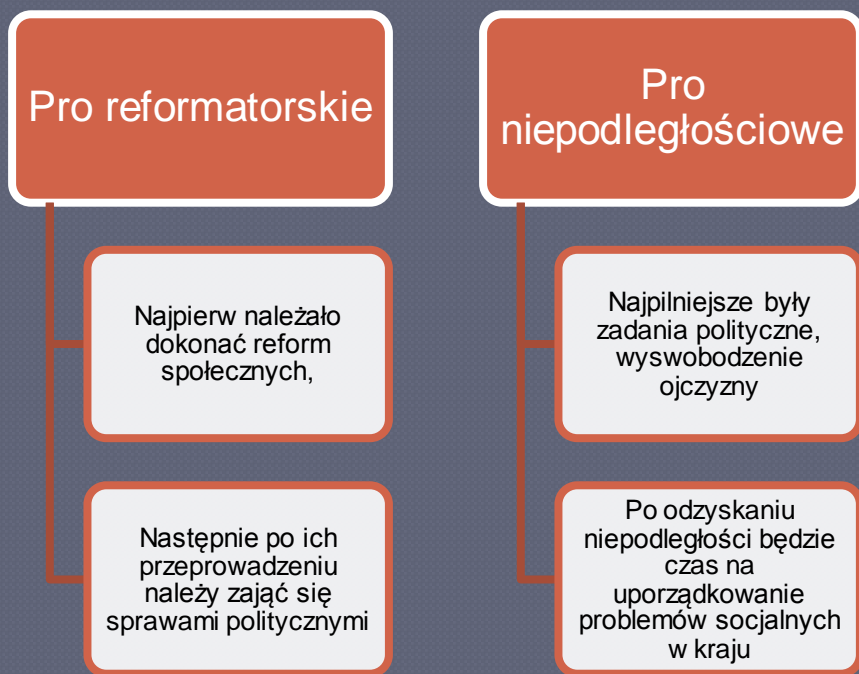 Pro reformatorskie
Najpierw należało
dokonać reform
społecznych,
Następnie po ich
przeprowadzeniu
należy zająć się
sprawami politycznymi
Pro
niepodległościowe
Najpilniejsze były
zadania polityczne,
wyswobodzenie
ojczyzny
Po odzyskaniu
niepodległości będzie
czas na
uporządkowanie
problemów socjalnych
w kraju